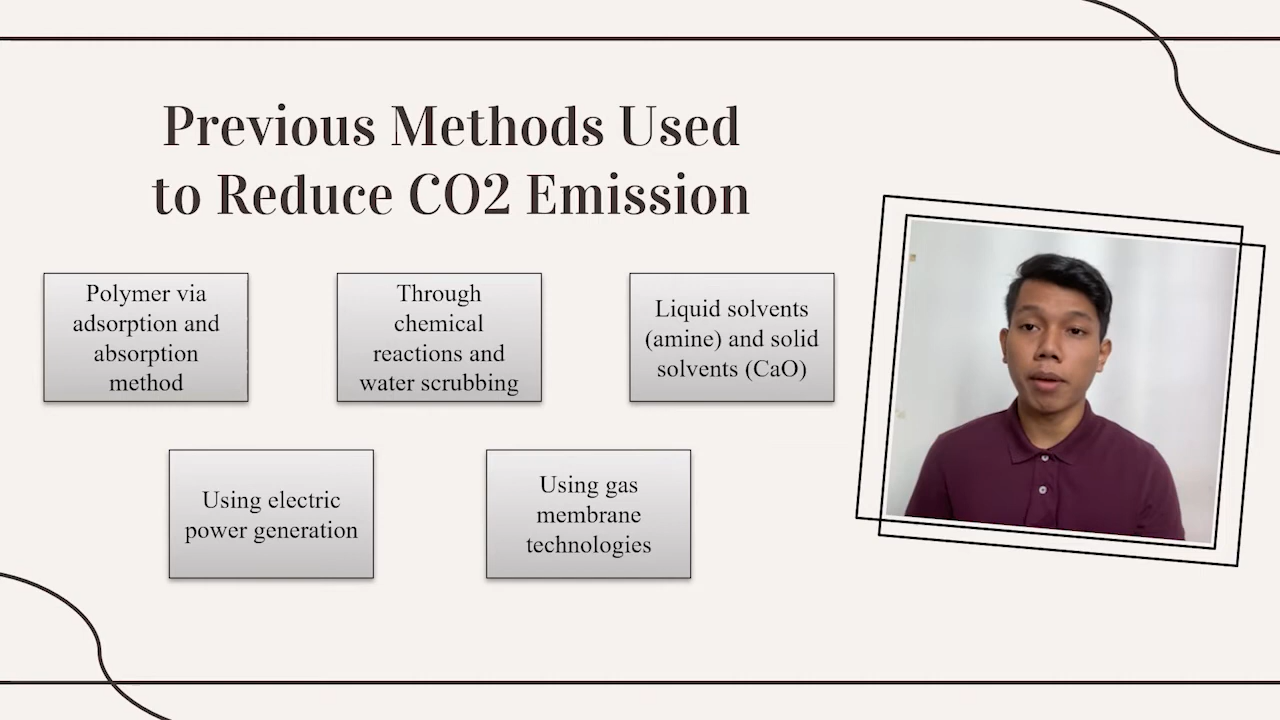 Previous Methods Used
to Reduce CO2 Emission
Polymer via
adsorption and
absorption
method
Through
chemical
reactions and
water scrubbing
Liquid solvents
(amine) and solid
solvents (CaO)
Using electric
power generation
Using gas
membrane
technologies